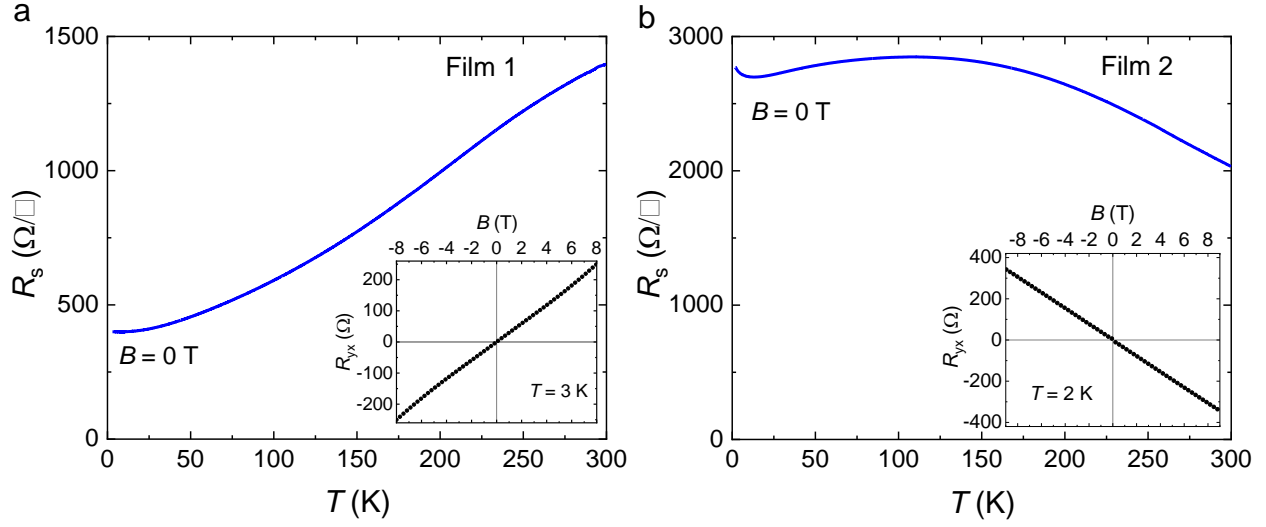 a
1500
1000
500
0
R_s (Ω/□)
Film 1
B = 0 T
B (T)
-8 -6 -4 -2 0 2 4 6 8
200
100
0
-100
-200
R_yx (Ω)
T = 3 K
0 50 100 150 200 250 300
T (K)
b
3000
2000
1000
0
R_s (Ω/□)
Film 2
B = 0 T
B (T)
-8 -6 -4 -2 0 2 4 6 8
400
200
0
-200
-400
R_yx (Ω)
T = 2 K
0 50 100 150 200 250 300
T (K)